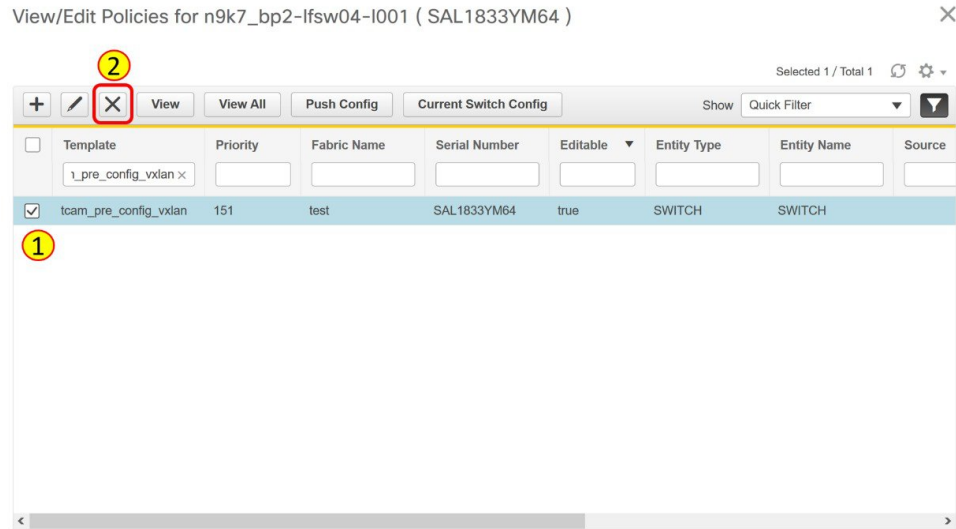 View/Edit Policies for n9k7_bp2-lfsw04-l001 ( SAL1833YM64 )
2
Selected 1 / Total 1
View View All Push Config Current Switch Config Show Quick Filter
Template Priority Fabric Name Serial Number Editable Entity Type Entity Name Source
_pre_config_vxlan ×
tcam_pre_config_vxlan 151 test SAL1833YM64 true SWITCH SWITCH
1